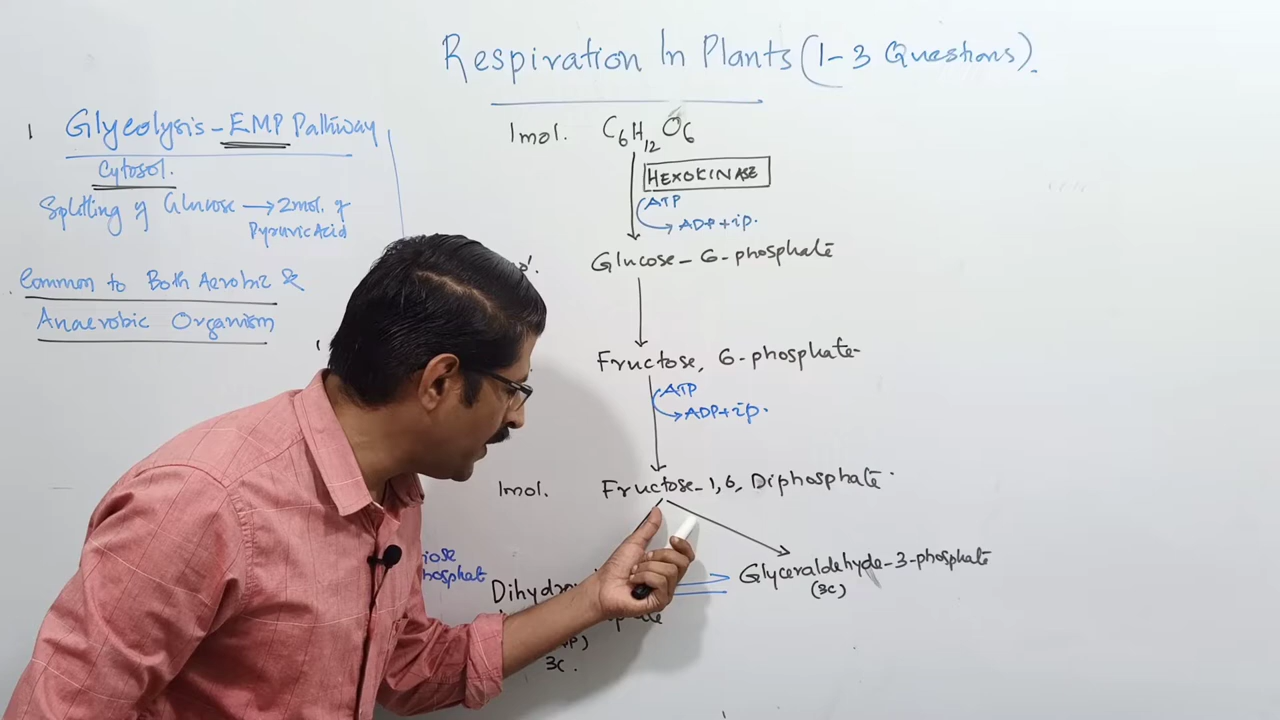 Respiration In Plants (1-3 Questions).
1 Glycolysis - EMP Pathway
Cytosol.
Splitting of Glucose → 2mol. of
Pyruvic Acid
Common to Both Aerobic &
Anaerobic Organism
1mol. C6H12O6
HEXOKINASE
ATP
ADP + ip.
Glucose - 6-phosphate
Fructose, 6-phosphate
ATP
ADP + ip.
1mol. Fructose-1,6, Diphosphate
Glyceraldehyde-3-phosphate
(3C)
3C.